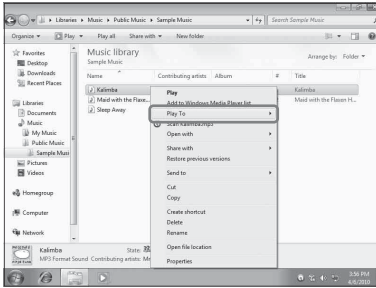 Libraries ▸ Music ▸ Public Music ▸ Sample Music
Search Sample Music
Organize Play Play all Share with New folder
Favorites
Desktop
Downloads
Recent Places
Libraries
Documents
Music
My Music
Public Music
Sample Musi
Pictures
Videos
Homegroup
Computer
Network
Music library
Sample Music
Arrange by: Folder
Name Contributing artists Album # Title
Kalimba Kalimba
Maid with the Flaxe... Maid with the Flaxen H...
Sleep Away
Play
Add to Windows Media Player list
Play To
Scan Kalimba.mp3
Open with
Share with
Restore previous versions
Send to
Cut
Copy
Create shortcut
Delete
Rename
Open file location
Properties
Kalimba State:
MP3 Format Sound Contributing artists: Mr
3:56 PM
4/6/2010